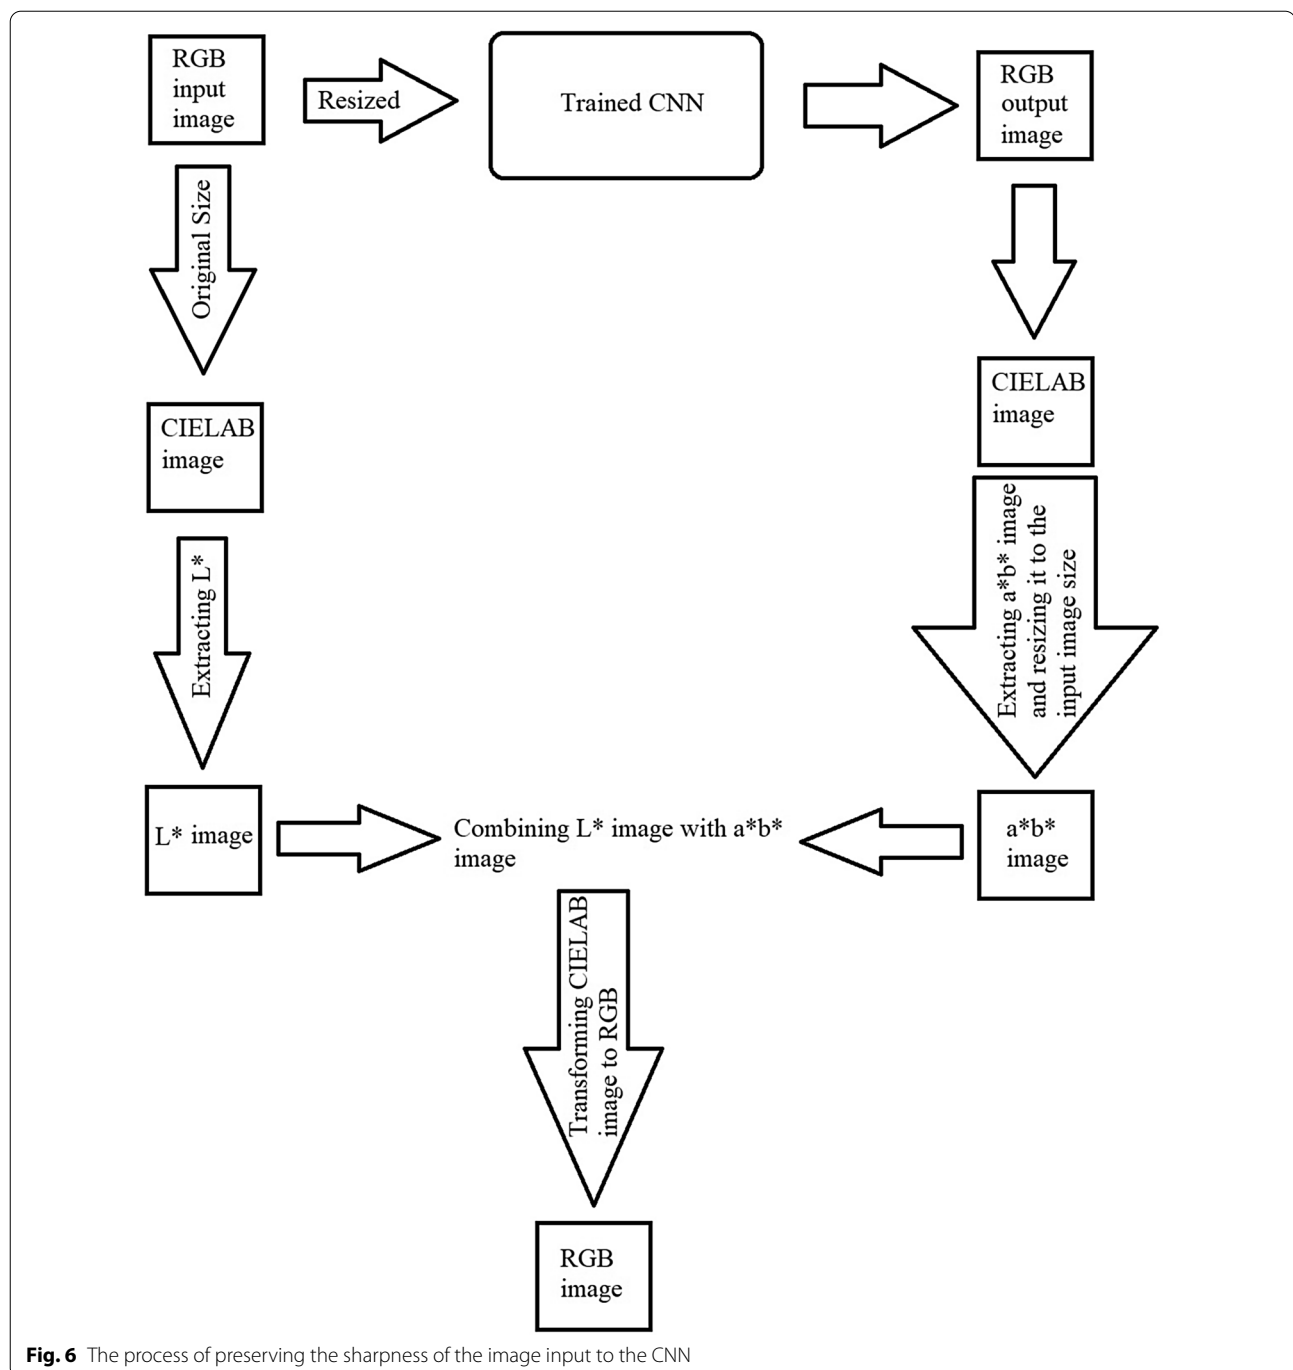 RGB
input
image
Resized
Trained CNN
RGB
output
image
Original Size
CIELAB
image
CIELAB
image
Extracting L*
Extracting a*b* image
and resizing it to the
input image size
L* image
Combining L* image with a*b*
image
a*b*
image
Transforming CIELAB
image to RGB
RGB
image
Fig. 6 The process of preserving the sharpness of the image input to the CNN